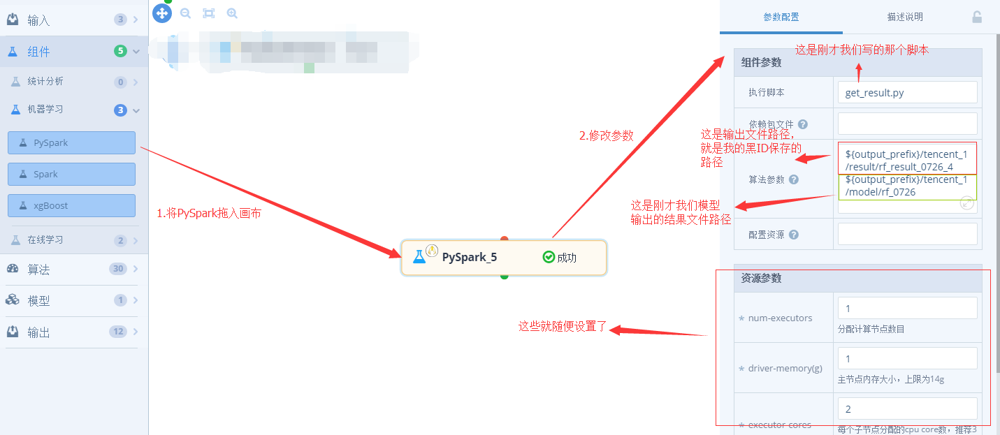 输入 3
组件 5
统计分析 0
机器学习 3
PySpark
Spark
xgBoost
在线学习 2
算法 30
模型 1
输出 12
1.将PySpark拖入画布
PySpark_5 成功
2.修改参数
这些就随便设置了
参数配置 描述说明
这是刚才我们写的那个脚本
组件参数
执行脚本 get_result.py
依赖包文件 ?
这是输出文件路径，
就是我的黑ID保存的
路径
算法参数 ?
${output_prefix}/tencent_1
/result/rf_result_0726_4
${output_prefix}/tencent_1
/model/rf_0726
这是刚才我们模型
输出的结果文件路径
配置资源 ?
资源参数
* num-executors 1
分配计算节点数目
* driver-memory(g) 1
主节点内存大小，上限为14g
* executor-cores 2
每个子节点分配的cpu core数，推荐3